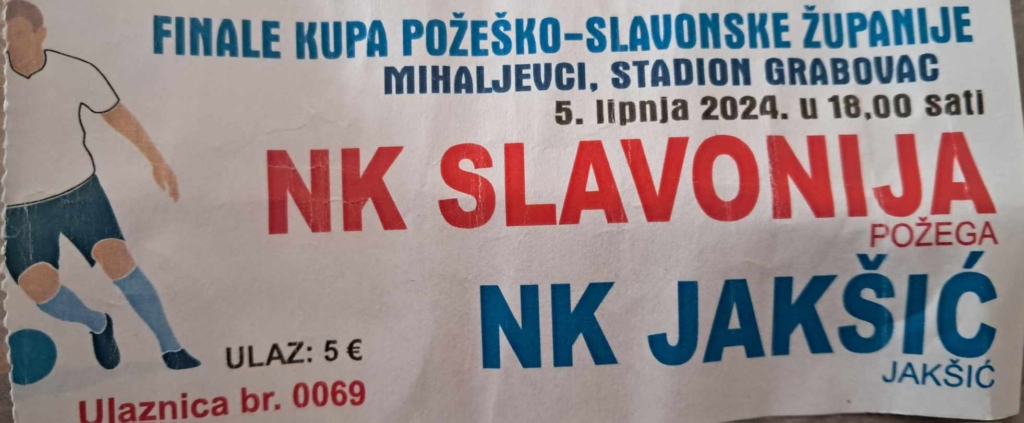 FINALE KUPA POŽEŠKO-SLAVONSKE ŽUPANIJE
MIHALJEVCI, STADION GRABOVAC
5. lipnja 2024. u 18,00 sati
NK SLAVONIJA
POŽEGA
NK JAKŠIĆ
JAKŠIĆ
ULAZ: 5 €
Ulaznica br. 0069